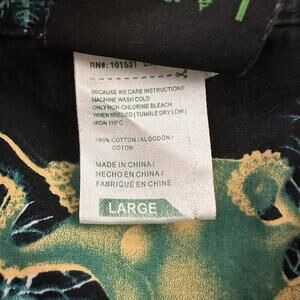 RN#: 101531
BECAUSE WE CARE INSTRUCTIONS
MACHINE WASH COLD
ONLY NON-CHLORINE BLEACH
WHEN NEEDED (TUMBLE DRY LOW)
IRON 110°C
100% COTTON / ALGODÓN /
COTON
MADE IN CHINA /
HECHO EN CHINA /
FABRIQUÉ EN CHINE
LARGE